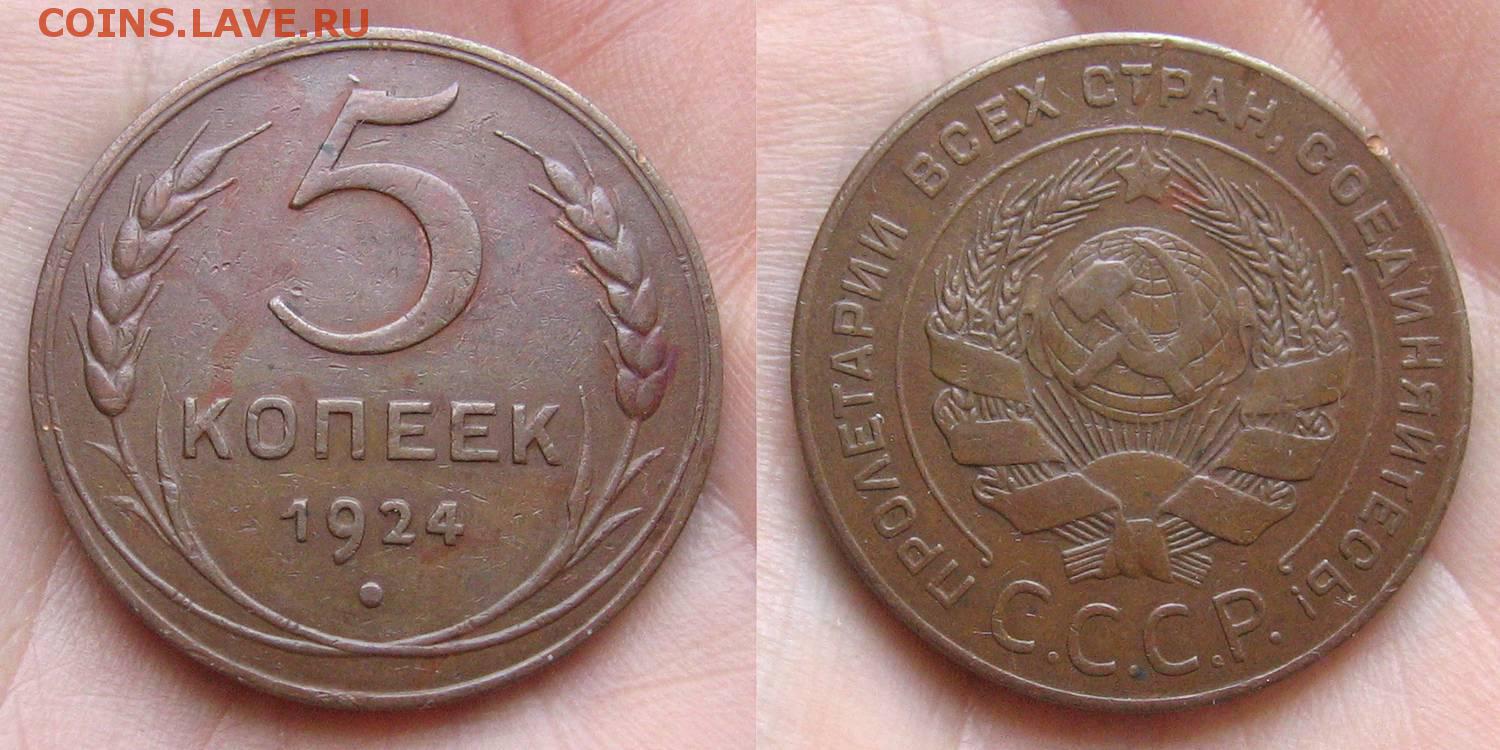 COINS.LAVE.RU
5
КОПЕЕК
1924
ПРОЛЕТАРИИ ВСЕХ СТРАН, СОЕДИНЯЙТЕСЬ!
С.С.С.Р.